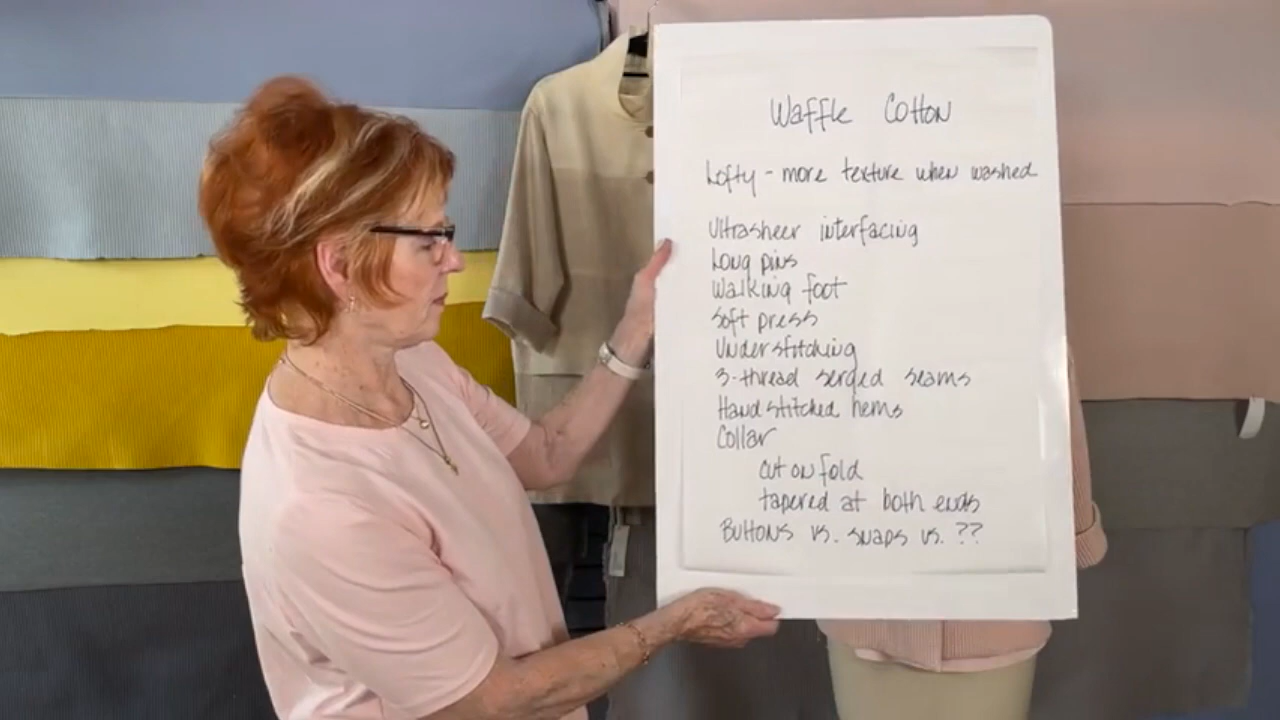 Waffle Cotton
Lofty - more texture when washed
Ultrasheer interfacing
Long pins
Walking foot
Soft press
Understitching
3-thread serged seams
Hand stitched hems
Collar
cut on fold
tapered at both ends
Buttons vs. snaps vs. ??